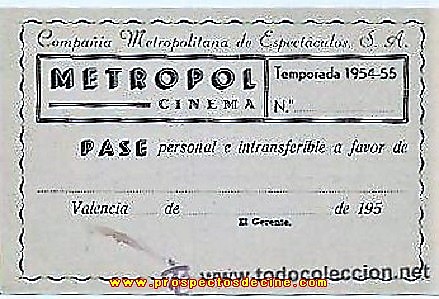 Compañia Metropolitana de Espectáculos, S. A.
METROPOL
CINEMA
Temporada 1954-55
N.º
PASE personal e intransferible a favor de
Valencia de de 195
El Gerente,
www.todocoleccion.net
www.prospectosdecine.com